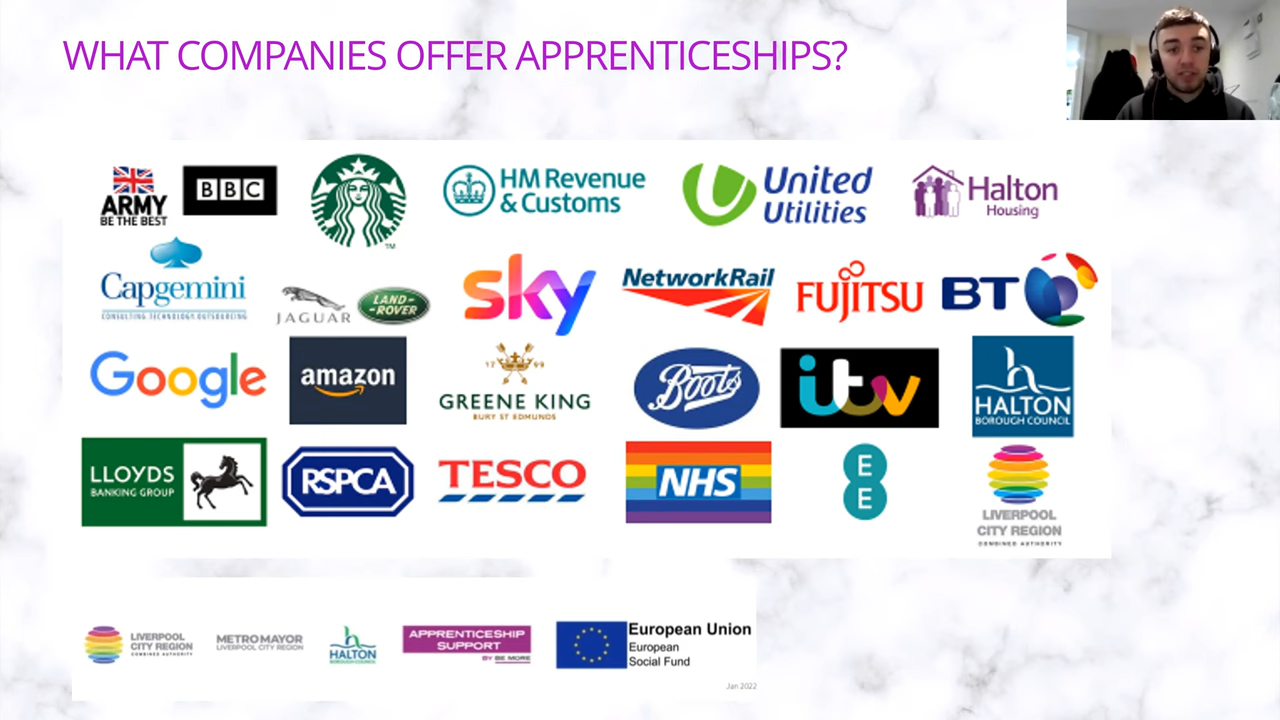 WHAT COMPANIES OFFER APPRENTICESHIPS?
ARMY
BE THE BEST
BBC
TM
HM Revenue
& Customs
United
Utilities
Halton
Housing
Capgemini
CONSULTING.TECHNOLOGY.OUTSOURCING
JAGUAR
LAND-
ROVER
sky
NetworkRail
FUJITSU
BT
Google
amazon
17 99
GREENE KING
BURY ST EDMUNDS
Boots
itv
HALTON
BOROUGH COUNCIL
LLOYDS
BANKING GROUP
RSPCA
TESCO
NHS
E
E
LIVERPOOL
CITY REGION
COMBINED AUTHORITY
LIVERPOOL
CITY REGION
COMBINED AUTHORITY
METRO MAYOR
LIVERPOOL CITY REGION
HALTON
BOROUGH COUNCIL
APPRENTICESHIP
SUPPORT
BY BE MORE
European Union
European
Social Fund
Jan 2022